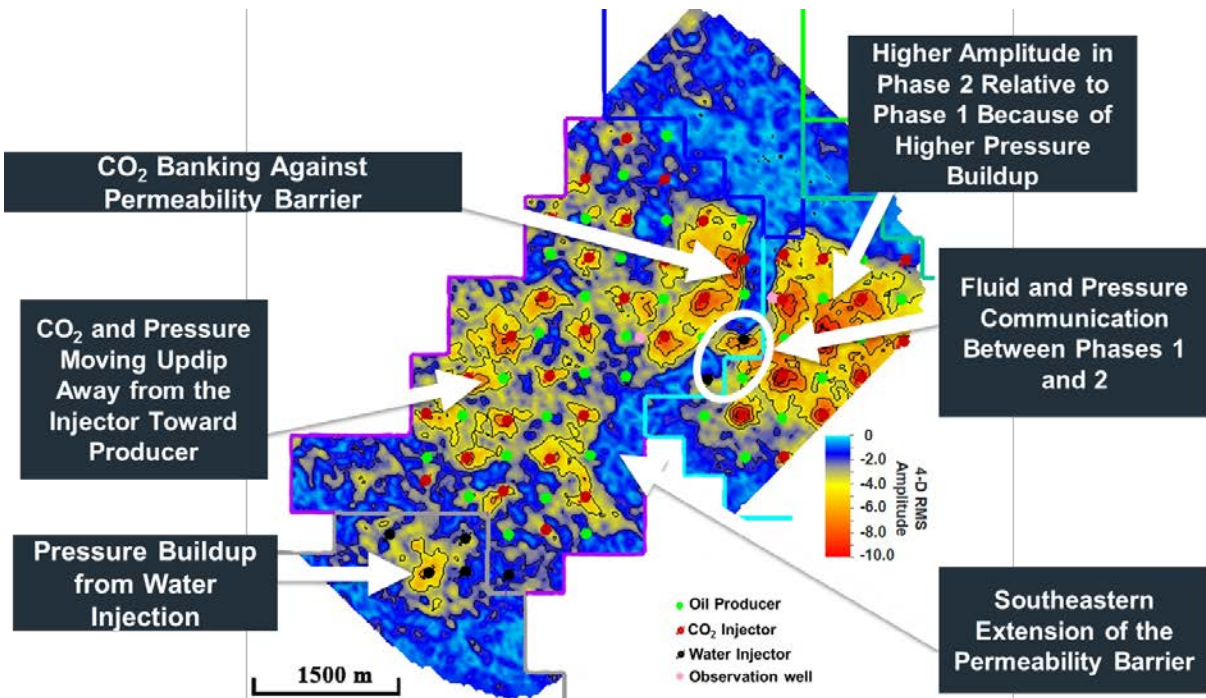 Higher Amplitude in
Phase 2 Relative to
Phase 1 Because of
Higher Pressure
Buildup
CO₂ Banking Against
Permeability Barrier
Fluid and Pressure
Communication
Between Phases 1
and 2
CO₂ and Pressure
Moving Updip
Away from the
Injector Toward
Producer
0
-2.0
-4.0
-6.0
-8.0
-10.0
4-D RMS
Amplitude
Pressure Buildup
from Water
Injection
Oil Producer
CO₂ Injector
Water Injector
Observation well
1500 m
Southeastern
Extension of the
Permeability Barrier